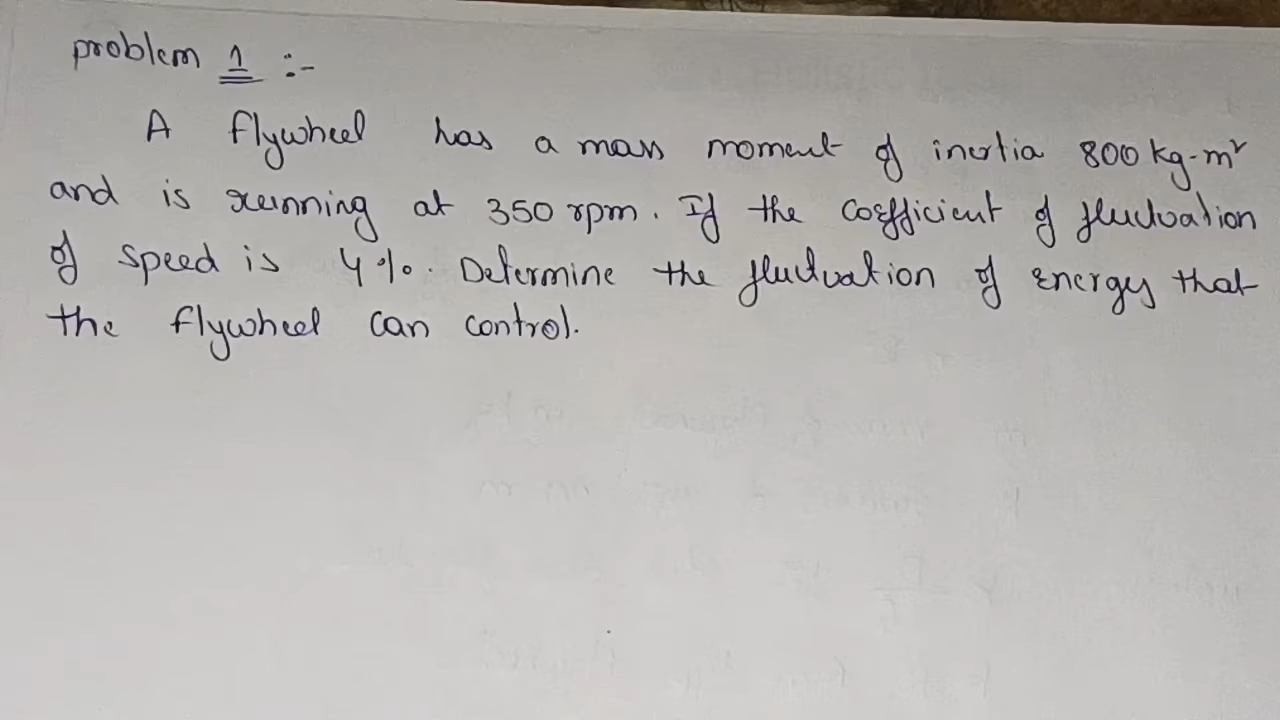 problem 1 :-
A flywheel has a mass moment of inertia 800 kg-m²
and is running at 350 rpm. If the coefficient of fluctuation
of speed is 4%. Determine the fluctuation of energy that
the flywheel can control.